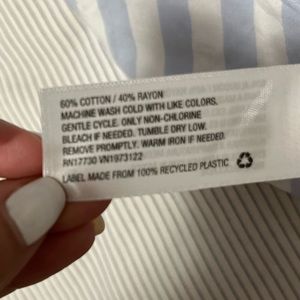 60% COTTON / 40% RAYON
MACHINE WASH COLD WITH LIKE COLORS.
GENTLE CYCLE. ONLY NON-CHLORINE
BLEACH IF NEEDED. TUMBLE DRY LOW.
REMOVE PROMPTLY. WARM IRON IF NEEDED.
RN17730 VN1973122
LABEL MADE FROM 100% RECYCLED PLASTIC